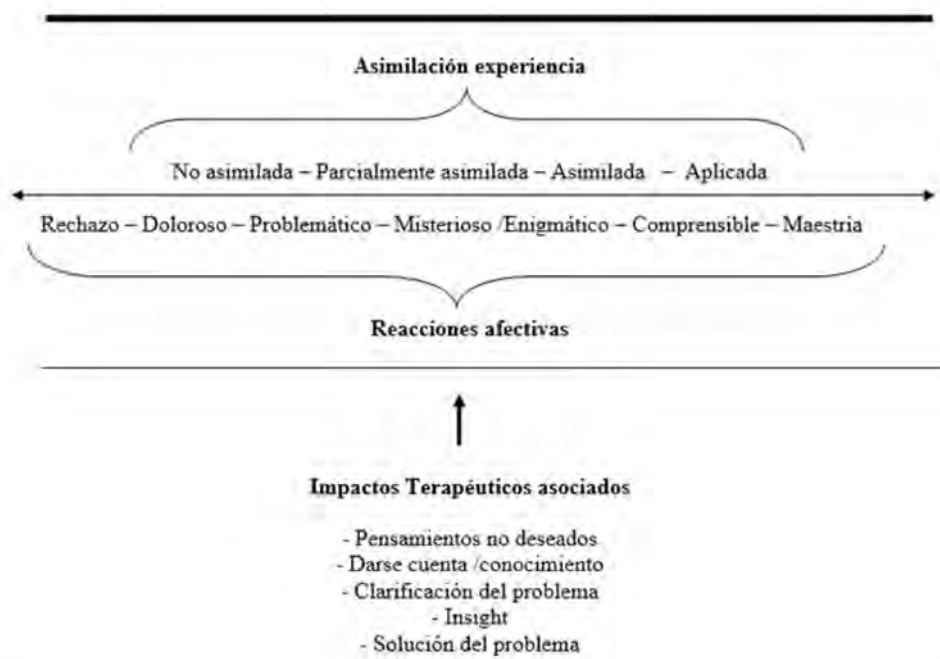 Asimilación experiencia
No asimilada – Parcialmente asimilada – Asimilada – Aplicada
Rechazo – Doloroso – Problemático – Misterioso /Enigmático – Comprensible – Maestria
Reacciones afectivas
Impactos Terapéuticos asociados
- Pensamientos no deseados
- Darse cuenta /conocimiento
- Clarificación del problema
- Insight
- Solución del problema